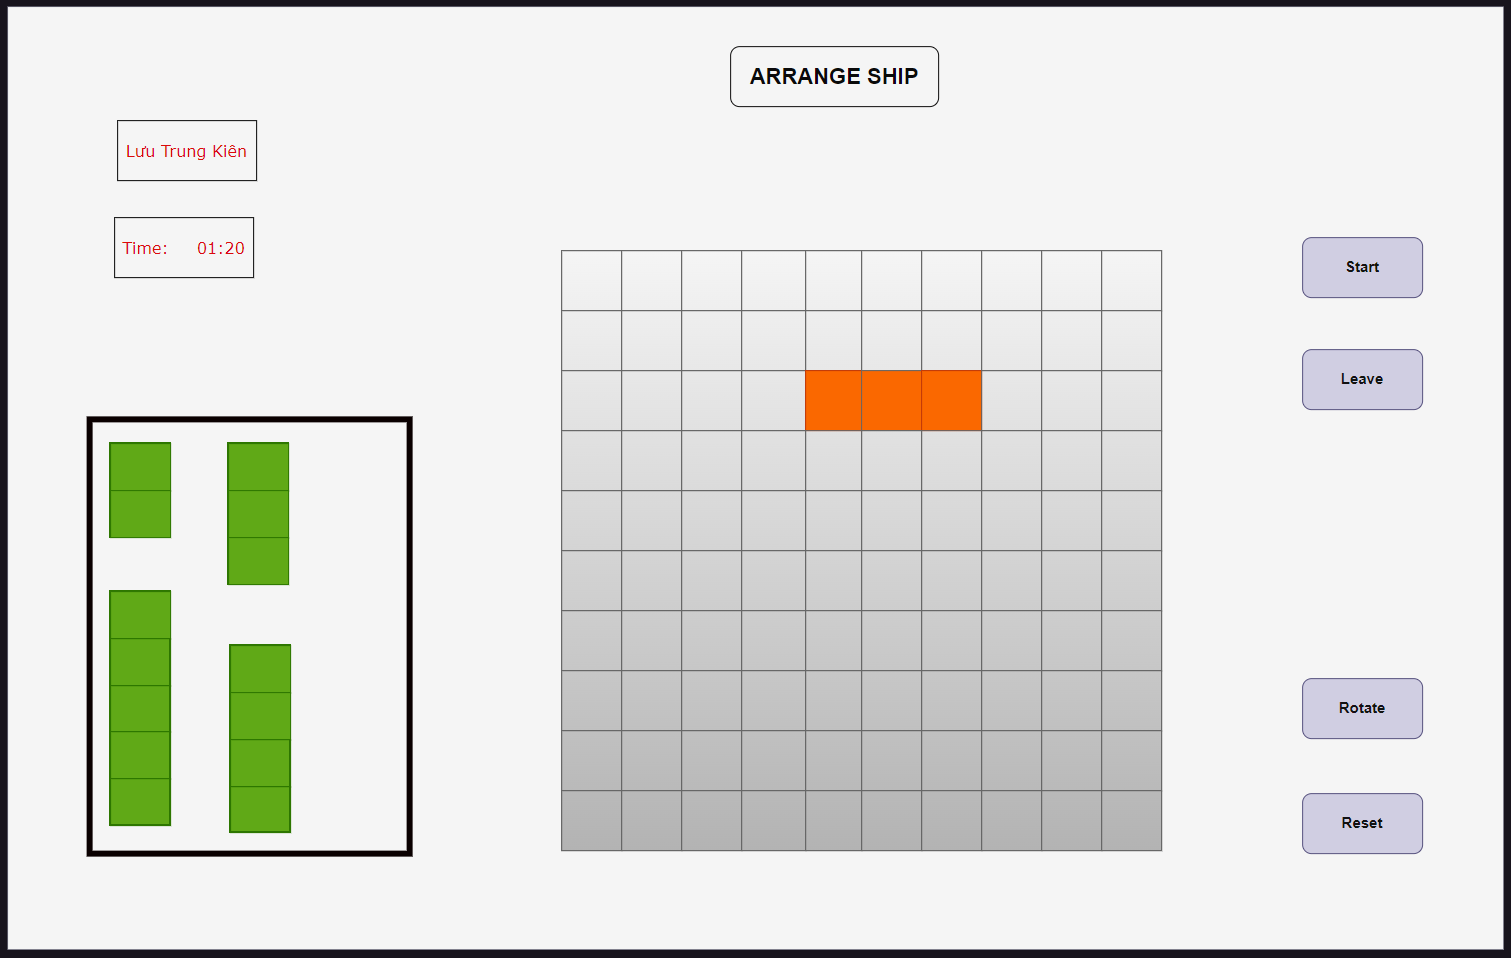 ARRANGE SHIP
Lưu Trung Kiên
Time: 01:20
Start
Leave
Rotate
Reset